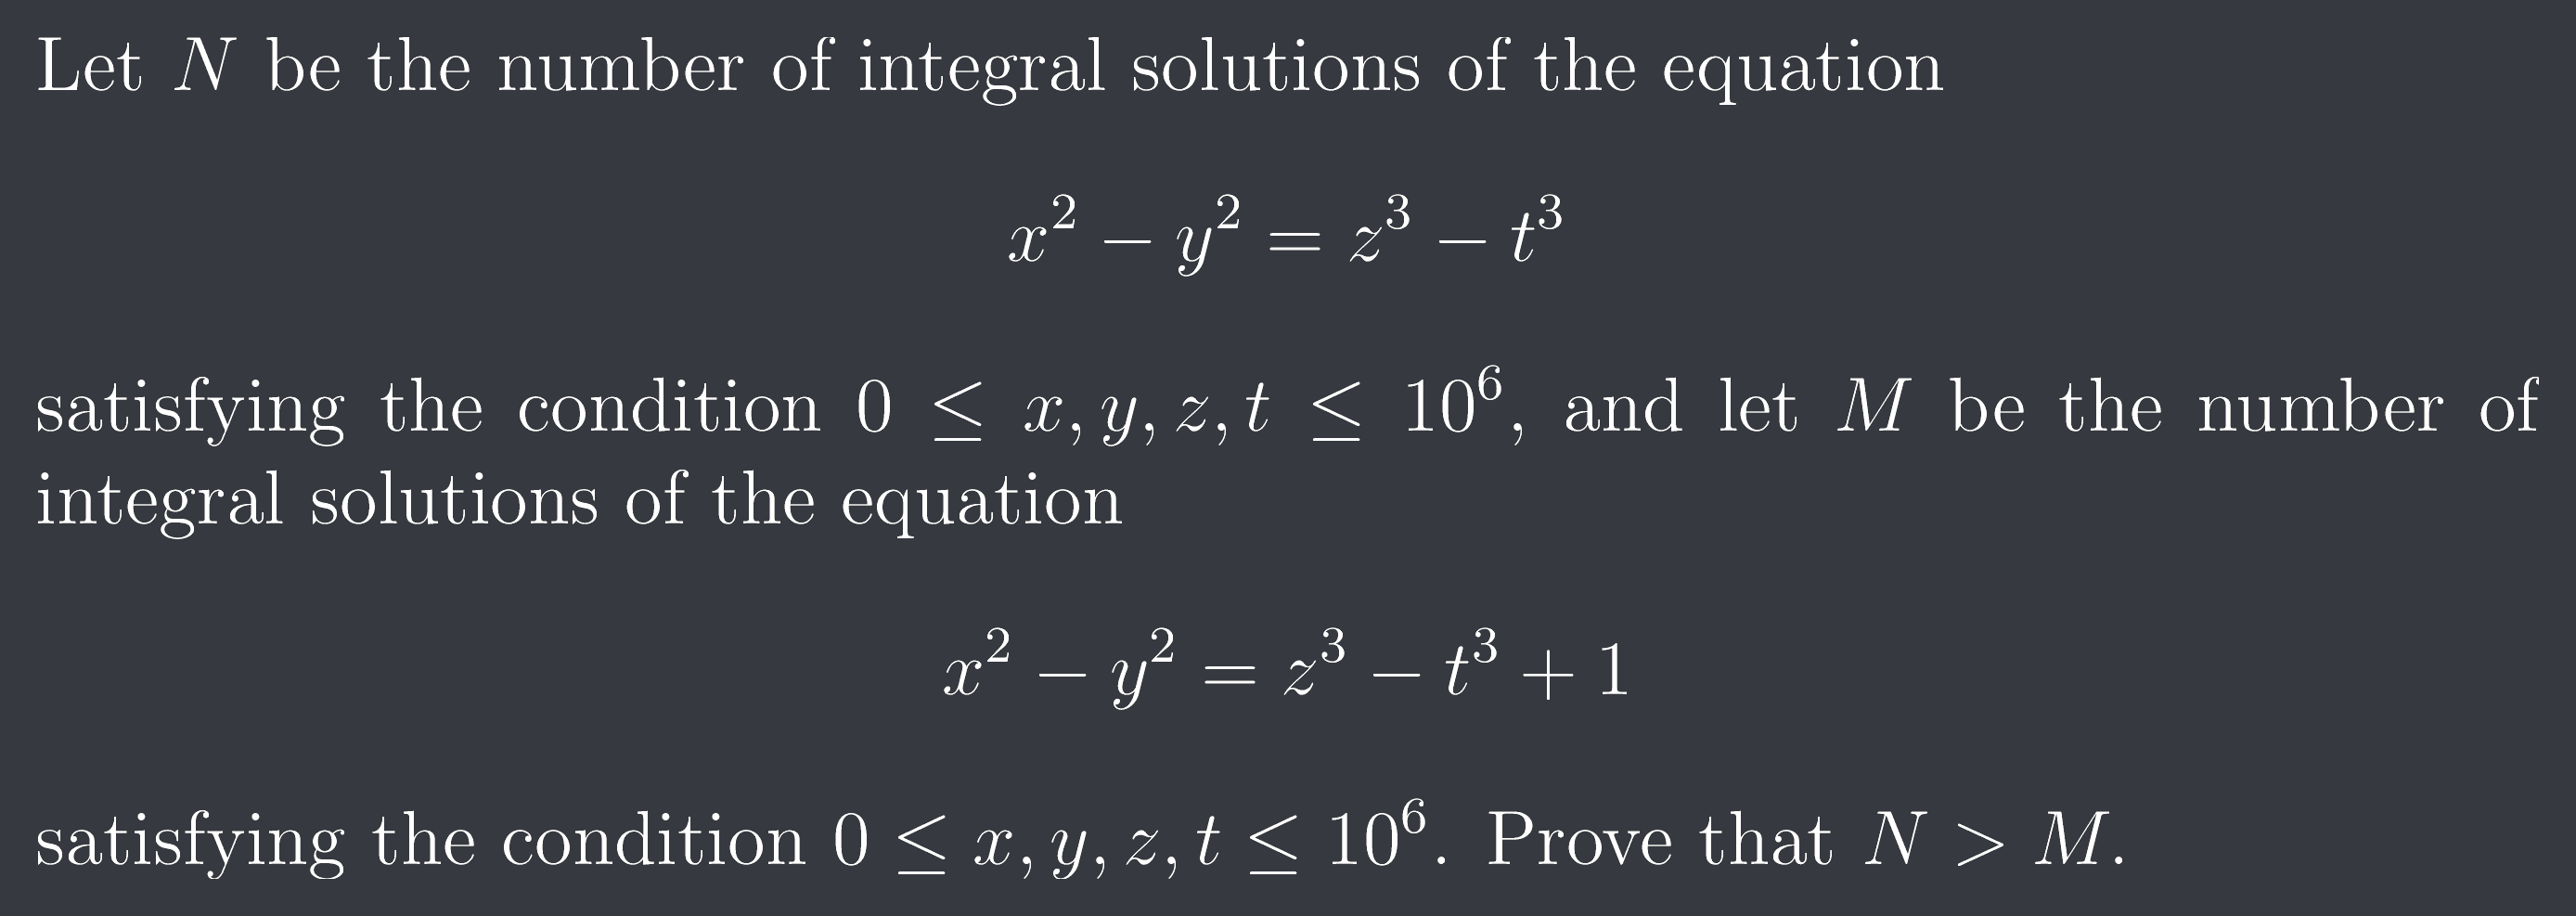 Let N be the number of integral solutions of the equation
x² − y² = z³ − t³
satisfying the condition 0 ≤ x, y, z, t ≤ 10⁶, and let M be the number of
integral solutions of the equation
x² − y² = z³ − t³ + 1
satisfying the condition 0 ≤ x, y, z, t ≤ 10⁶. Prove that N > M.